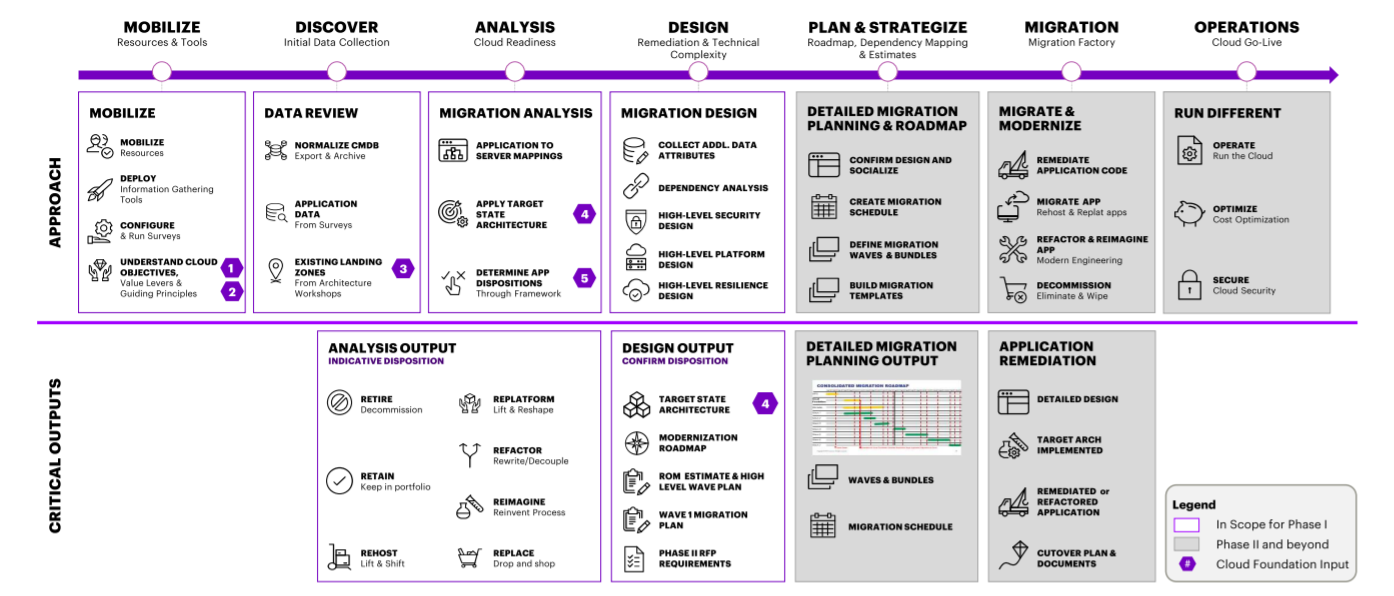 MOBILIZE
Resources & Tools
DISCOVER
Initial Data Collection
ANALYSIS
Cloud Readiness
DESIGN
Remediation & Technical
Complexity
PLAN & STRATEGIZE
Roadmap, Dependency Mapping
& Estimates
MIGRATION
Migration Factory
OPERATIONS
Cloud Go-Live
APPROACH
MOBILIZE
MOBILIZE
Resources
DEPLOY
Information Gathering
Tools
CONFIGURE
& Run Surveys
UNDERSTAND CLOUD
OBJECTIVES,
Value Levers &
Guiding Principles
1
2
DATA REVIEW
NORMALIZE CMDB
Export & Archive
APPLICATION
DATA
From Surveys
EXISTING LANDING
ZONES
From Architecture
Workshops
3
MIGRATION ANALYSIS
APPLICATION TO
SERVER MAPPINGS
APPLY TARGET
STATE
ARCHITECTURE
4
DETERMINE APP
DISPOSITIONS
Through Framework
5
MIGRATION DESIGN
COLLECT ADDL. DATA
ATTRIBUTES
DEPENDENCY ANALYSIS
HIGH-LEVEL SECURITY
DESIGN
HIGH-LEVEL PLATFORM
DESIGN
HIGH-LEVEL RESILIENCE
DESIGN
DETAILED MIGRATION
PLANNING & ROADMAP
CONFIRM DESIGN AND
SOCIALIZE
CREATE MIGRATION
SCHEDULE
DEFINE MIGRATION
WAVES & BUNDLES
BUILD MIGRATION
TEMPLATES
MIGRATE &
MODERNIZE
REMEDIATE
APPLICATION CODE
MIGRATE APP
Rehost & Replat apps
REFACTOR & REIMAGINE
APP
Modern Engineering
DECOMMISSION
Eliminate & Wipe
RUN DIFFERENT
OPERATE
Run the Cloud
OPTIMIZE
Cost Optimization
SECURE
Cloud Security
CRITICAL OUTPUTS
ANALYSIS OUTPUT
INDICATIVE DISPOSITION
RETIRE
Decommission
RETAIN
Keep in portfolio
REHOST
Lift & Shift
REPLATFORM
Lift & Reshape
REFACTOR
Rewrite/Decouple
REIMAGINE
Reinvent Process
REPLACE
Drop and shop
DESIGN OUTPUT
CONFIRM DISPOSITION
TARGET STATE
ARCHITECTURE
4
MODERNIZATION
ROADMAP
ROM ESTIMATE & HIGH
LEVEL WAVE PLAN
WAVE 1 MIGRATION
PLAN
PHASE II RFP
REQUIREMENTS
DETAILED MIGRATION
PLANNING OUTPUT
CONSOLIDATED MIGRATION ROADMAP
WAVES & BUNDLES
MIGRATION SCHEDULE
APPLICATION
REMEDIATION
DETAILED DESIGN
TARGET ARCH
IMPLEMENTED
REMEDIATED or
REFACTORED
APPLICATION
CUTOVER PLAN &
DOCUMENTS
Legend
In Scope for Phase I
Phase II and beyond
# Cloud Foundation Input